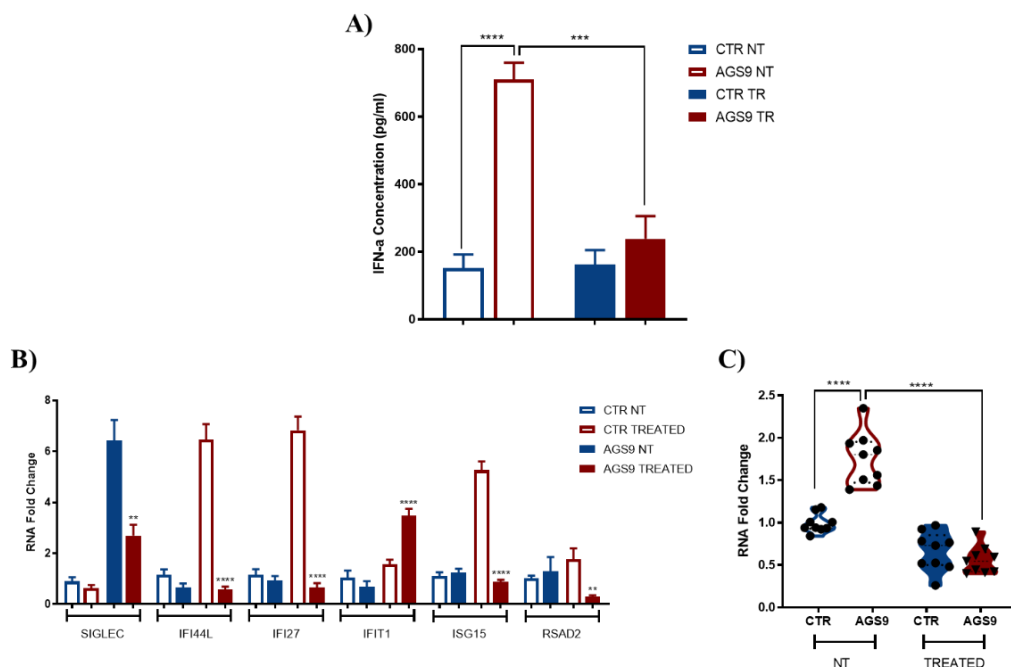 A)
****
***
800
600
400
200
0
IFN-a Concentration (pg/ml)
CTR NT
AGS9 NT
CTR TR
AGS9 TR
B)
8
6
4
2
0
RNA Fold Change
**
****
****
****
****
**
CTR NT
CTR TREATED
AGS9 NT
AGS9 TREATED
SIGLEC
IFI44L
IFI27
IFIT1
ISG15
RSAD2
C)
****
****
2.5
2.0
1.5
1.0
0.5
0.0
RNA Fold Change
CTR AGS9 CTR AGS9
NT TREATED